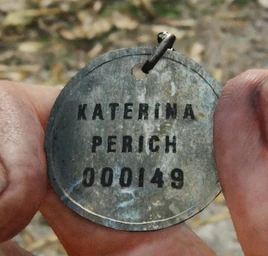 KATERINA
PERICH
000149